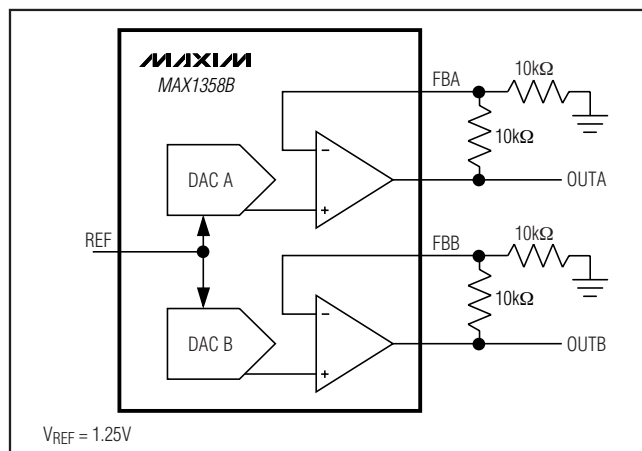 MAXIM
MAX1358B
FBA
10kΩ
10kΩ
DAC A
−
+
OUTA
REF
FBB
10kΩ
10kΩ
DAC B
−
+
OUTB
VREF = 1.25V